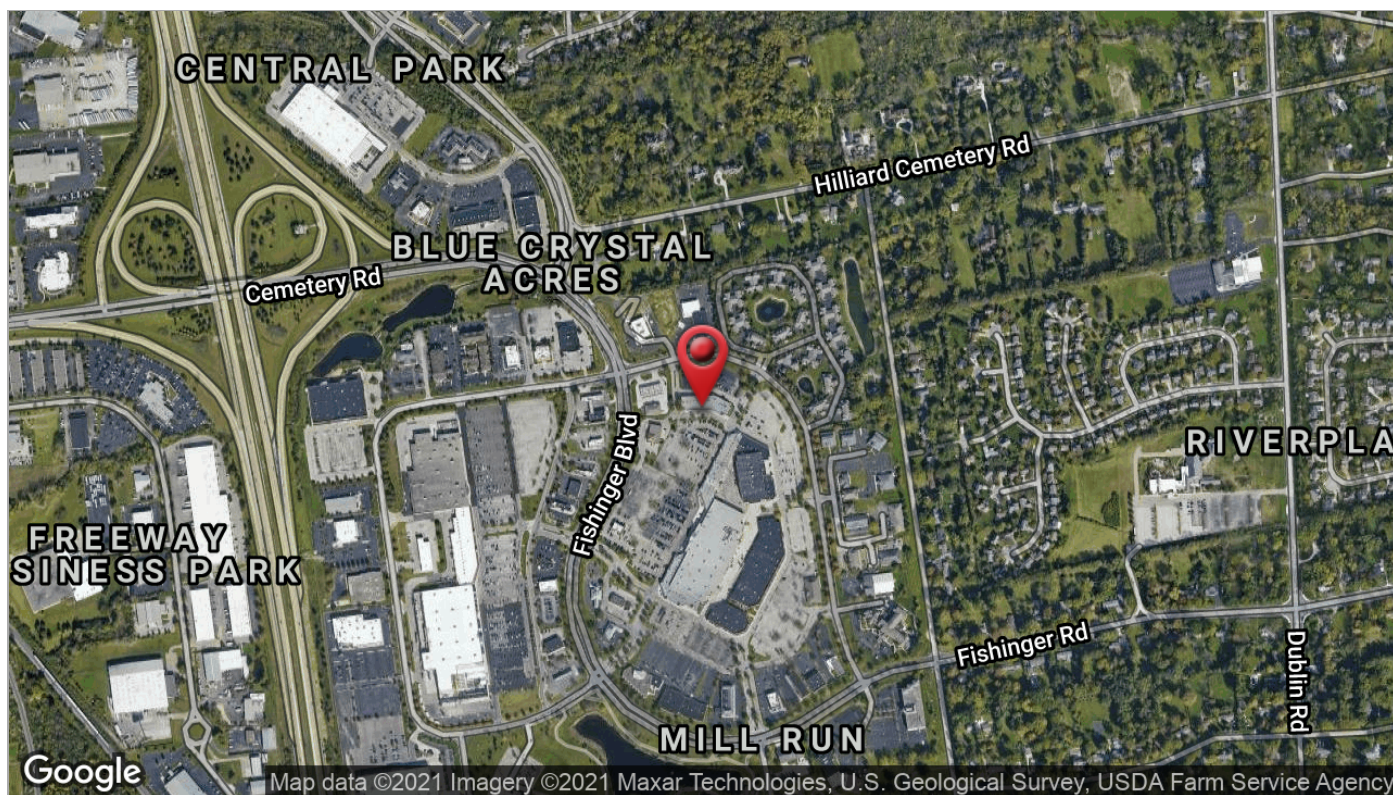 CENTRAL PARK
Hilliard Cemetery Rd
BLUE CRYSTAL
ACRES
Cemetery Rd
Fishinger Blvd
RIVERPLA
FREEWAY
SINESS PARK
Fishinger Rd
Dublin Rd
MILL RUN
Google
Map data ©2021 Imagery ©2021 Maxar Technologies, U.S. Geological Survey, USDA Farm Service Agency